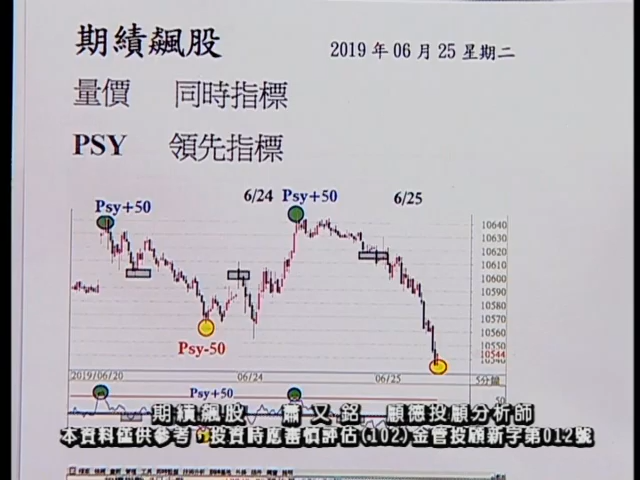 期績飆股
2019 年 06 月 25 星期二
量價 同時指標
PSY 領先指標
Psy+50 6/24 Psy+50 6/25
10640
10630
10620
10610
10600
10590
10580
10570
10560
10550
10544
Psy-50
2019/06/20 06/24 06/25 5分鐘
Psy+50
50
期績飆股 蕭又銘 顧德投顧分析師
本資料僅供參考，投資時應審慎評估(102)金管投顧新字第012號